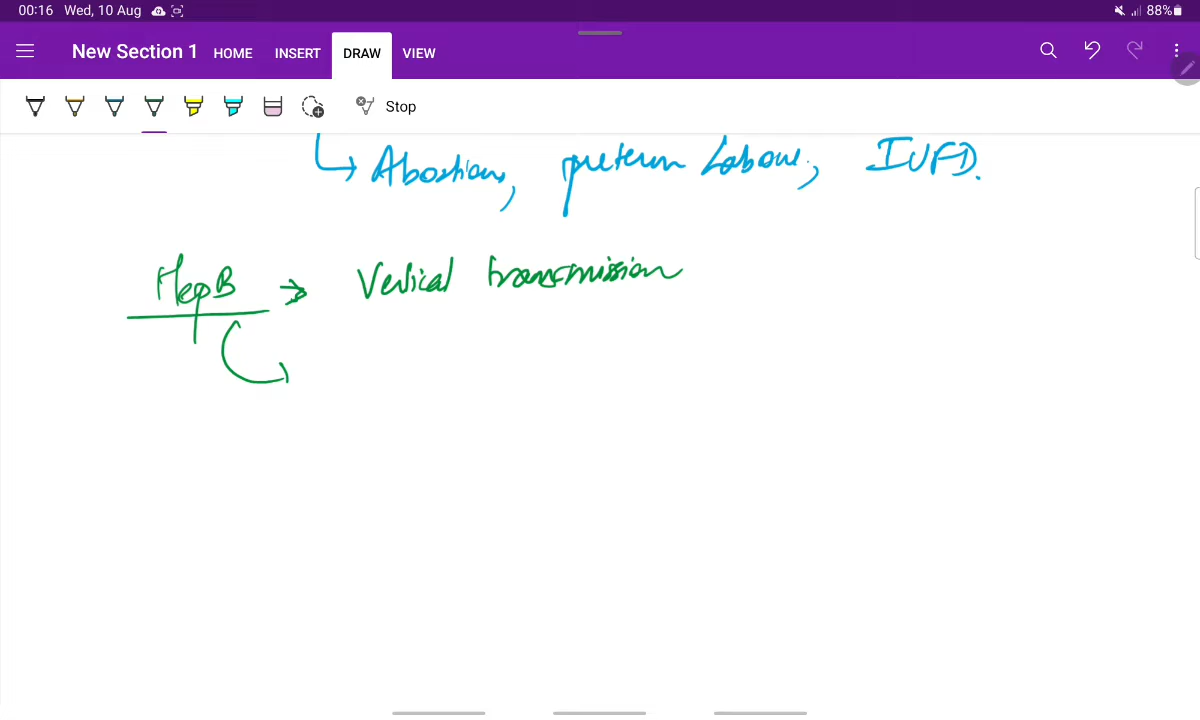 00:16 Wed, 10 Aug 88%
New Section 1 HOME INSERT DRAW VIEW
Stop
↳ Abortions, preterm Labour, IUFD.
HepB → Vertical transmission